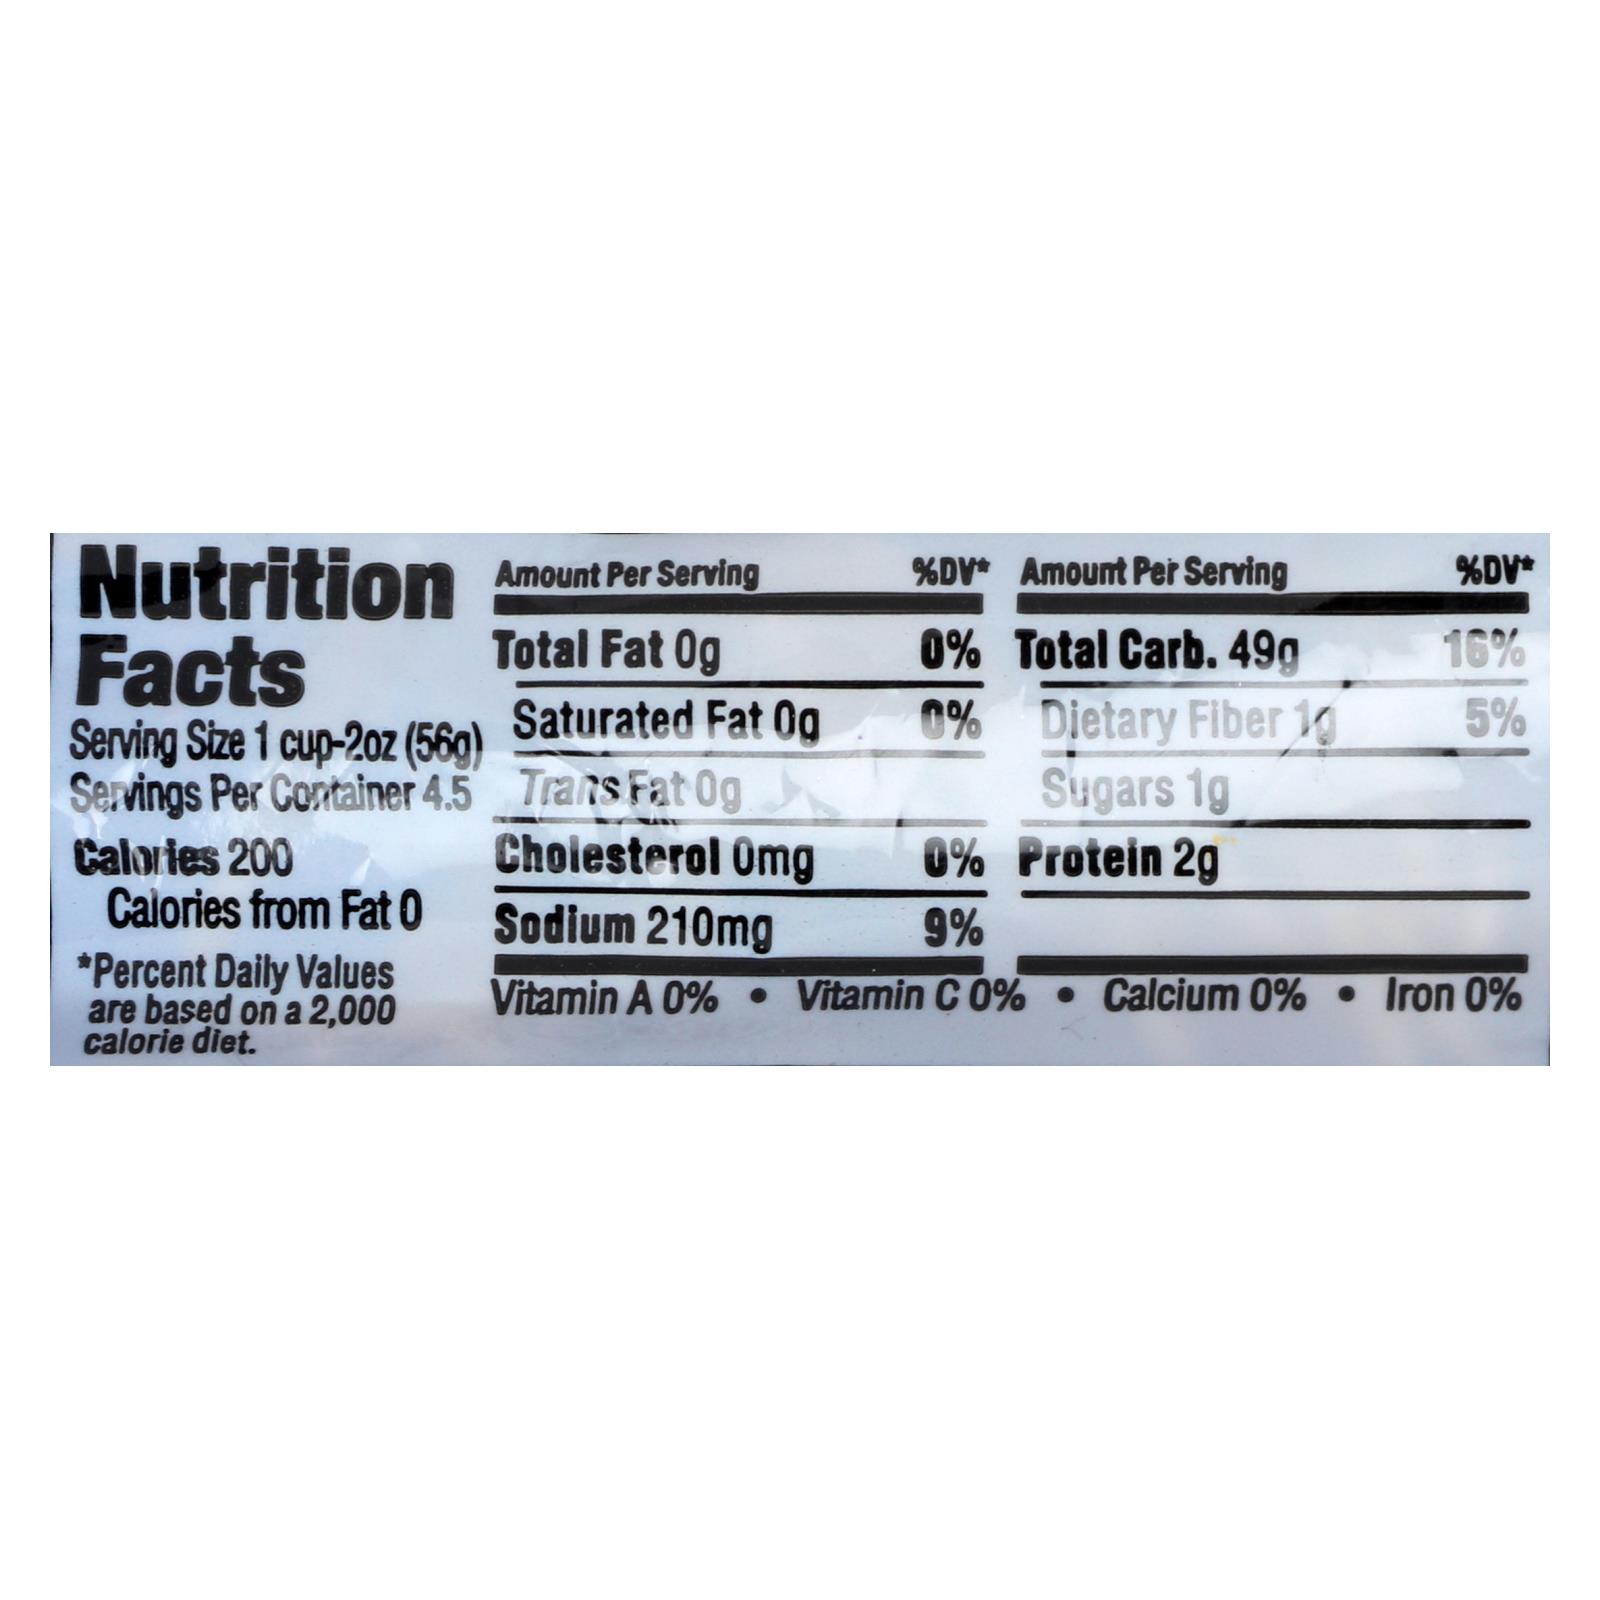 Nutrition
Facts
Serving Size 1 cup-2oz (56g)
Servings Per Container 4.5
Calories 200
Calories from Fat 0
*Percent Daily Values
are based on a 2,000
calorie diet.
Amount Per Serving %DV*
Total Fat 0g 0%
Saturated Fat 0g 0%
Trans Fat 0g
Cholesterol 0mg 0%
Sodium 210mg 9%
Amount Per Serving %DV*
Total Carb. 49g 16%
Dietary Fiber 1g 5%
Sugars 1g
Protein 2g
Vitamin A 0% • Vitamin C 0% • Calcium 0% • Iron 0%